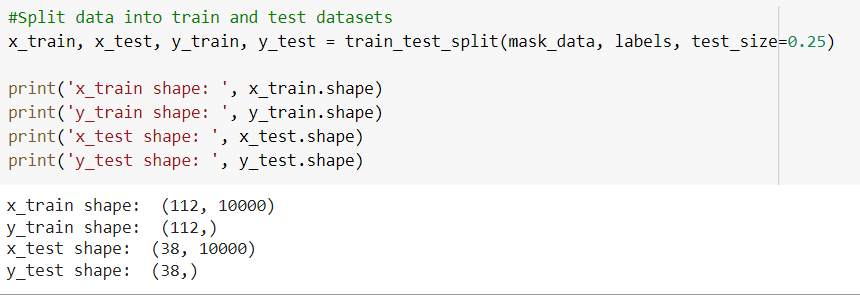 #Split data into train and test datasets
x_train, x_test, y_train, y_test = train_test_split(mask_data, labels, test_size=0.25)
print('x_train shape: ', x_train.shape)
print('y_train shape: ', y_train.shape)
print('x_test shape: ', x_test.shape)
print('y_test shape: ', y_test.shape)
x_train shape:  (112, 10000)
y_train shape:  (112,)
x_test shape:  (38, 10000)
y_test shape:  (38,)